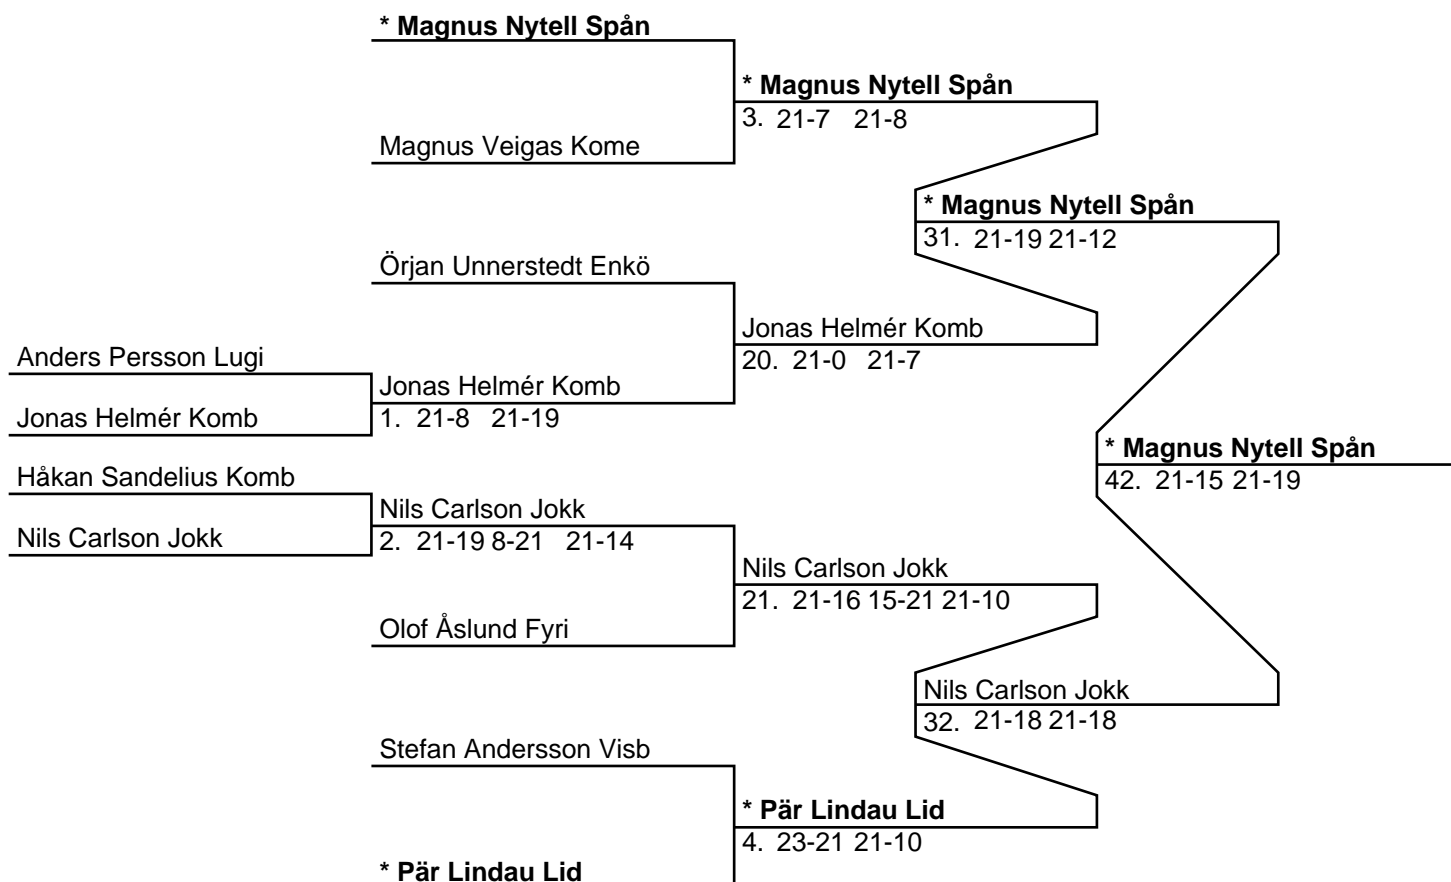 * Magnus Nytell Spån
* Magnus Nytell Spån
3. 21-7 21-8
Magnus Veigas Kome
* Magnus Nytell Spån
31. 21-19 21-12
Örjan Unnerstedt Enkö
Jonas Helmér Komb
20. 21-0 21-7
Anders Persson Lugi
Jonas Helmér Komb
1. 21-8 21-19
Jonas Helmér Komb
* Magnus Nytell Spån
42. 21-15 21-19
Håkan Sandelius Komb
Nils Carlson Jokk
2. 21-19 8-21 21-14
Nils Carlson Jokk
Nils Carlson Jokk
21. 21-16 15-21 21-10
Olof Åslund Fyri
Nils Carlson Jokk
32. 21-18 21-18
Stefan Andersson Visb
* Pär Lindau Lid
4. 23-21 21-10
* Pär Lindau Lid